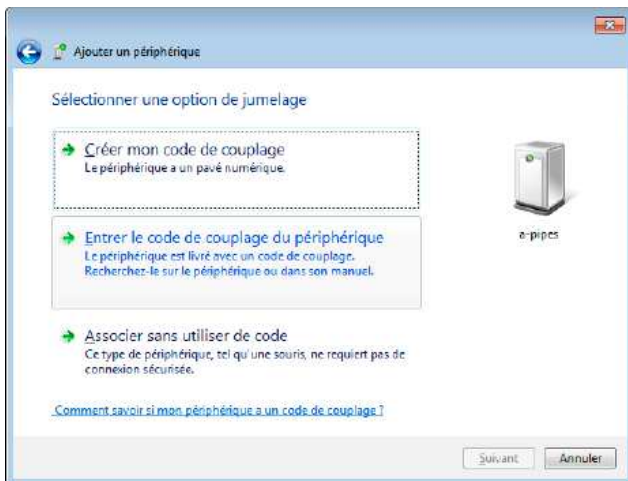 Ajouter un périphérique
Sélectionner une option de jumelage
Créer mon code de couplage
Le périphérique a un pavé numérique.
a-pipes
Entrer le code de couplage du périphérique
Le périphérique est livré avec un code de couplage.
Recherchez-le sur le périphérique ou dans son manuel.
Associer sans utiliser de code
Ce type de périphérique, tel qu'une souris, ne requiert pas de
connexion sécurisée.
Comment savoir si mon périphérique a un code de couplage ?
Suivant
Annuler